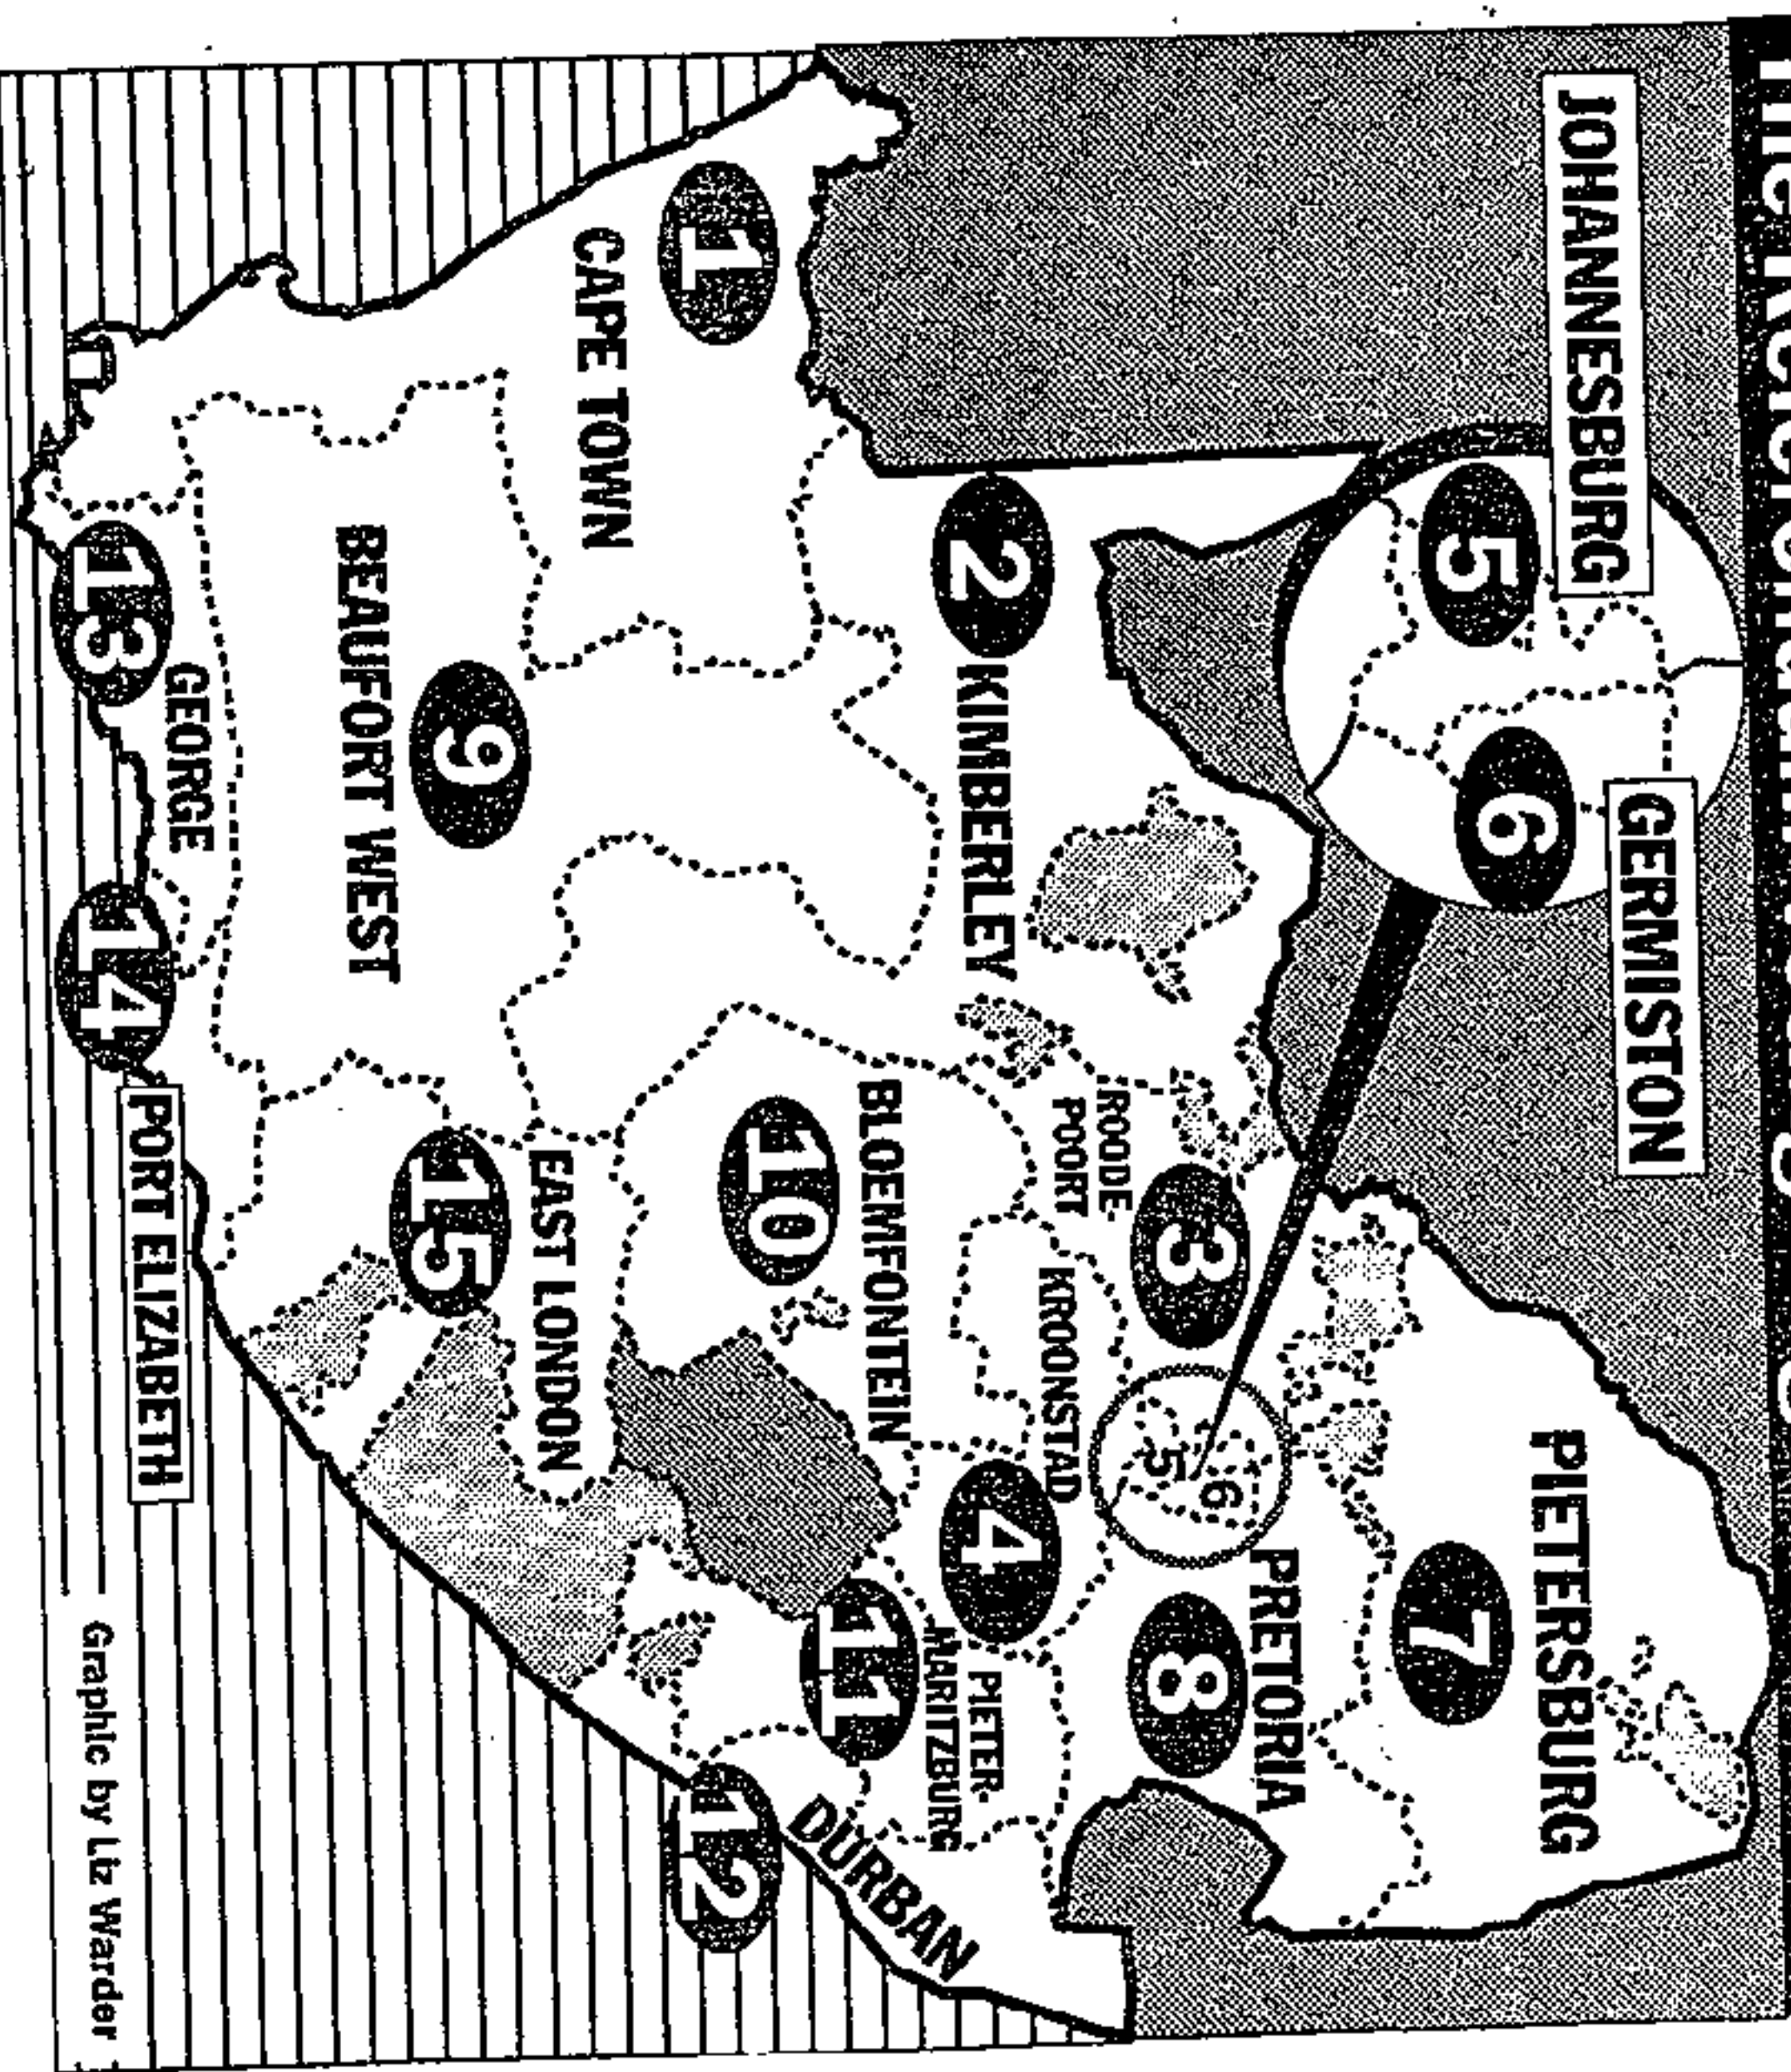 JOHANNESBURG
5
6
GERMISTON
PIETERSBURG
7
2 KIMBERLEY
ROODE-
PORT
3
5 6
PRETORIA
8
1
CAPE TOWN
KROONSTAD
4
BLOEMFONTEIN
10
PIETER-
MARITZBURG
11
DURBAN
12
9
BEAUFORT WEST
EAST LONDON
15
GEORGE
13
14
PORT ELIZABETH
Graphic by Liz Warder